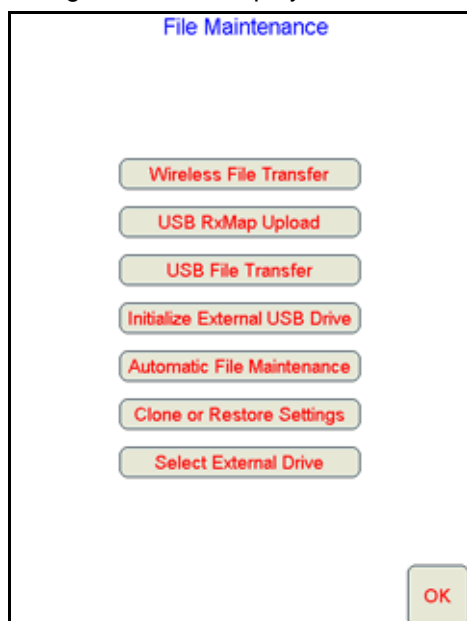 File Maintenance
Wireless File Transfer
USB RxMap Upload
USB File Transfer
Initialize External USB Drive
Automatic File Maintenance
Clone or Restore Settings
Select External Drive
OK